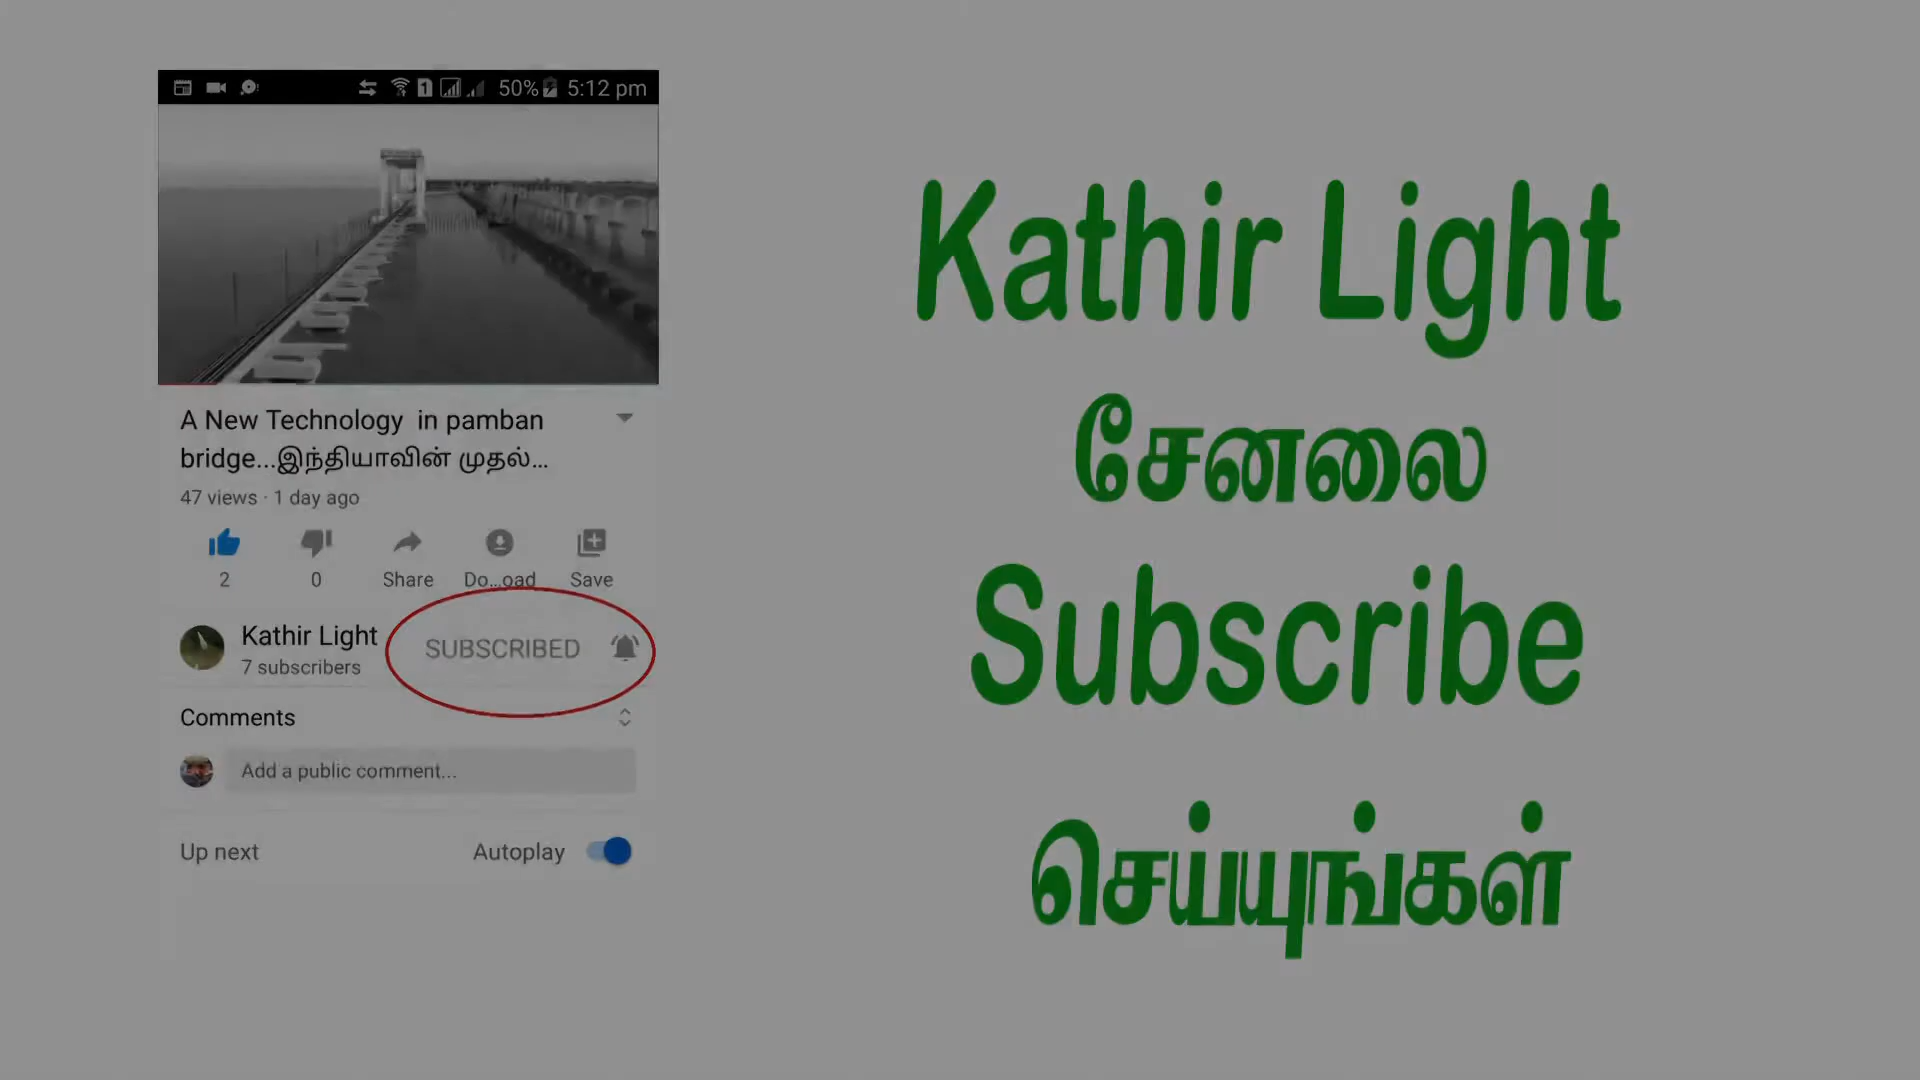 50% 5:12 pm
A New Technology in pamban
bridge...இந்தியாவின் முதல்...
47 views · 1 day ago
2 0 Share Do...oad Save
Kathir Light
7 subscribers
SUBSCRIBED
Comments
Add a public comment...
Up next Autoplay
Kathir Light
சேனலை
Subscribe
செய்யுங்கள்